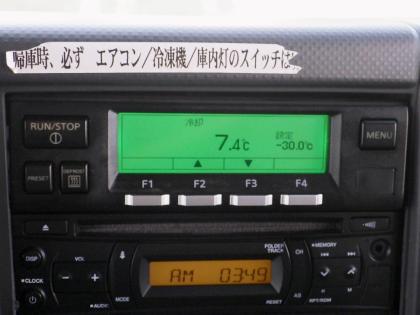 帰庫時、必ず エアコン／冷凍機／庫内灯のスイッチは
冷却
7.4℃
設定
-30.0℃
▲ ▼
RUN/STOP
MENU
PRESET
DEFROST
F1 F2 F3 F4
FOLDER
TRACK
DISP
VOL
CH
MEMORY
CLOCK
AM 03:49
AUDIO
MODE
RESET
AS
H M
RPT/RDM